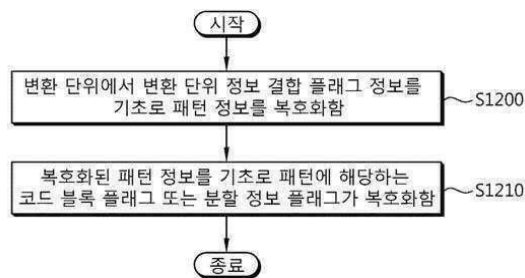 시작
변환 단위에서 변환 단위 정보 결합 플래그 정보를
기초로 패턴 정보를 복호화함
S1200
복호화된 패턴 정보를 기초로 패턴에 해당하는
코드 블록 플래그 또는 분할 정보 플래그가 복호화함
S1210
종료